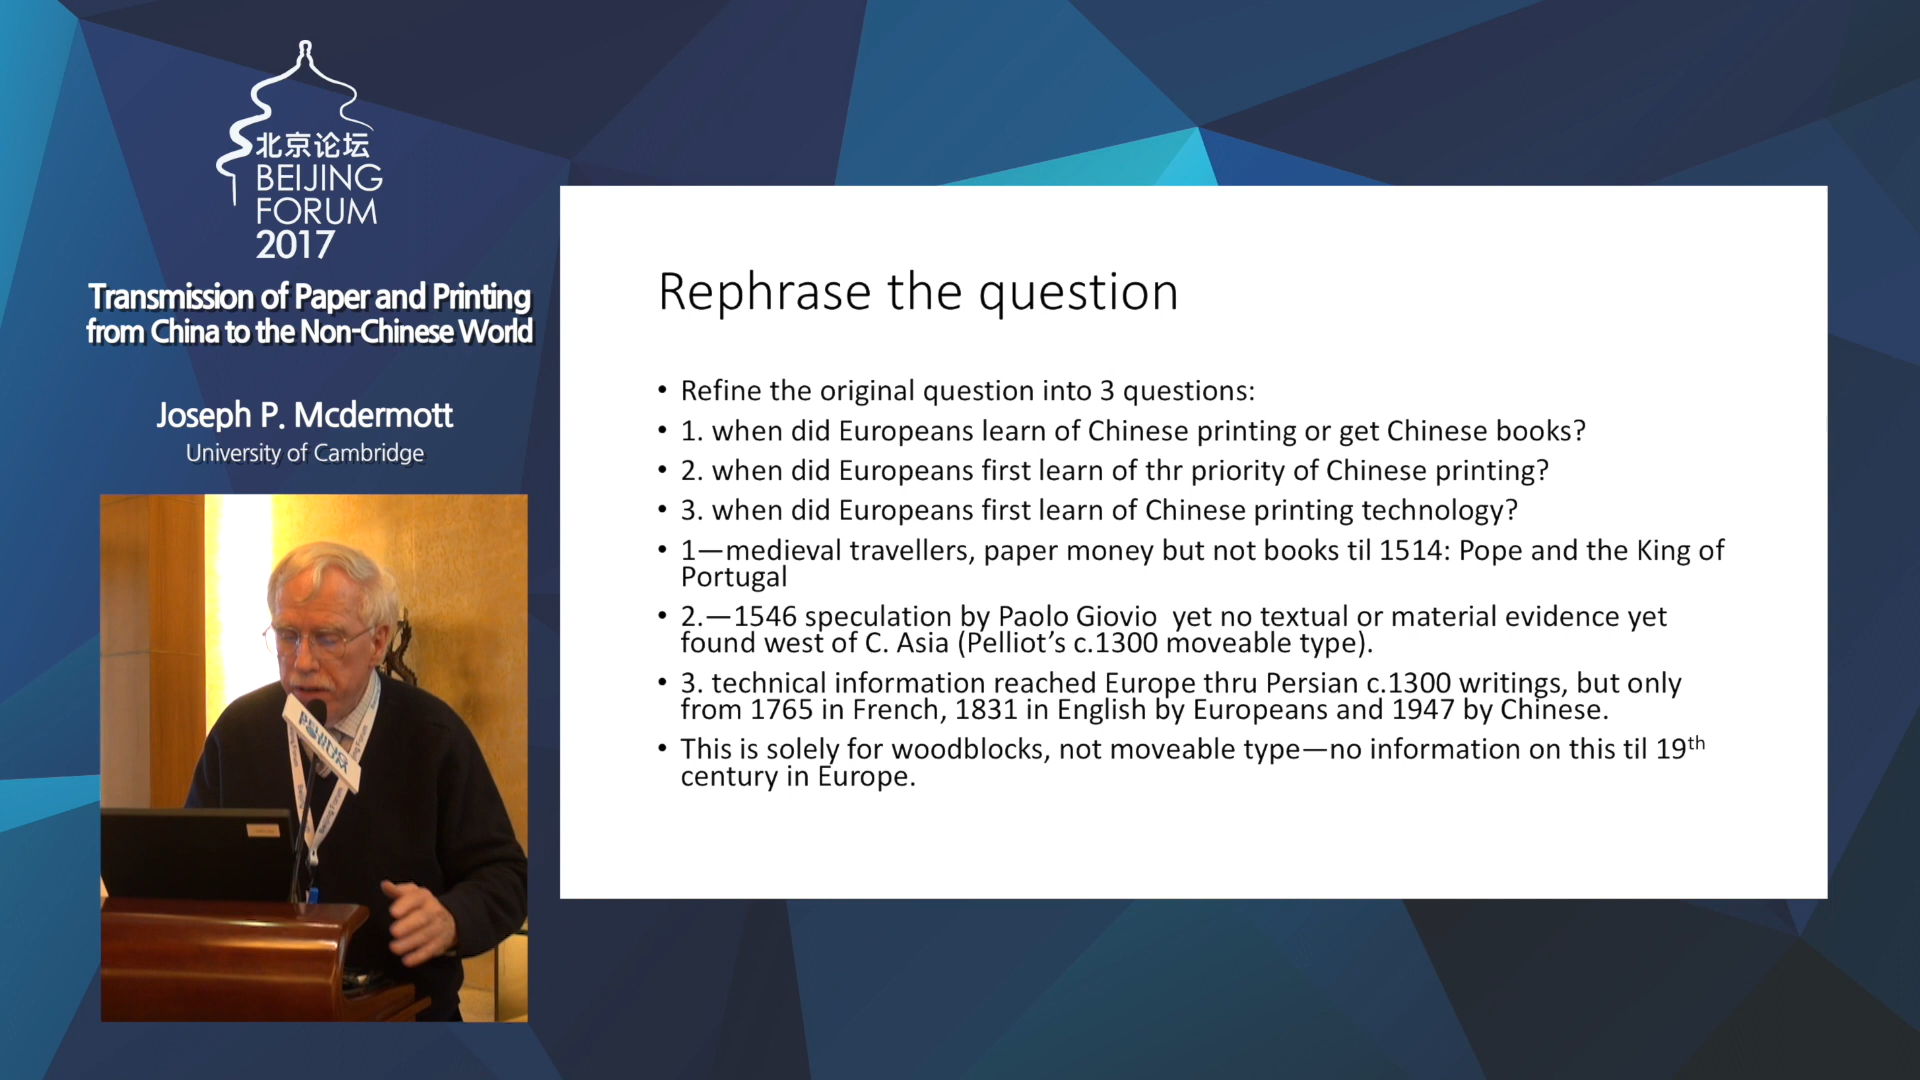 北京论坛
BEIJING
FORUM
2017
Transmission of Paper and Printing
from China to the Non-Chinese World
Joseph P. Mcdermott
University of Cambridge
Rephrase the question
• Refine the original question into 3 questions:
• 1. when did Europeans learn of Chinese printing or get Chinese books?
• 2. when did Europeans first learn of thr priority of Chinese printing?
• 3. when did Europeans first learn of Chinese printing technology?
• 1—medieval travellers, paper money but not books til 1514: Pope and the King of
Portugal
• 2.—1546 speculation by Paolo Giovio  yet no textual or material evidence yet
found west of C. Asia (Pelliot’s c.1300 moveable type).
• 3. technical information reached Europe thru Persian c.1300 writings, but only
from 1765 in French, 1831 in English by Europeans and 1947 by Chinese.
• This is solely for woodblocks, not moveable type—no information on this til 19th
century in Europe.